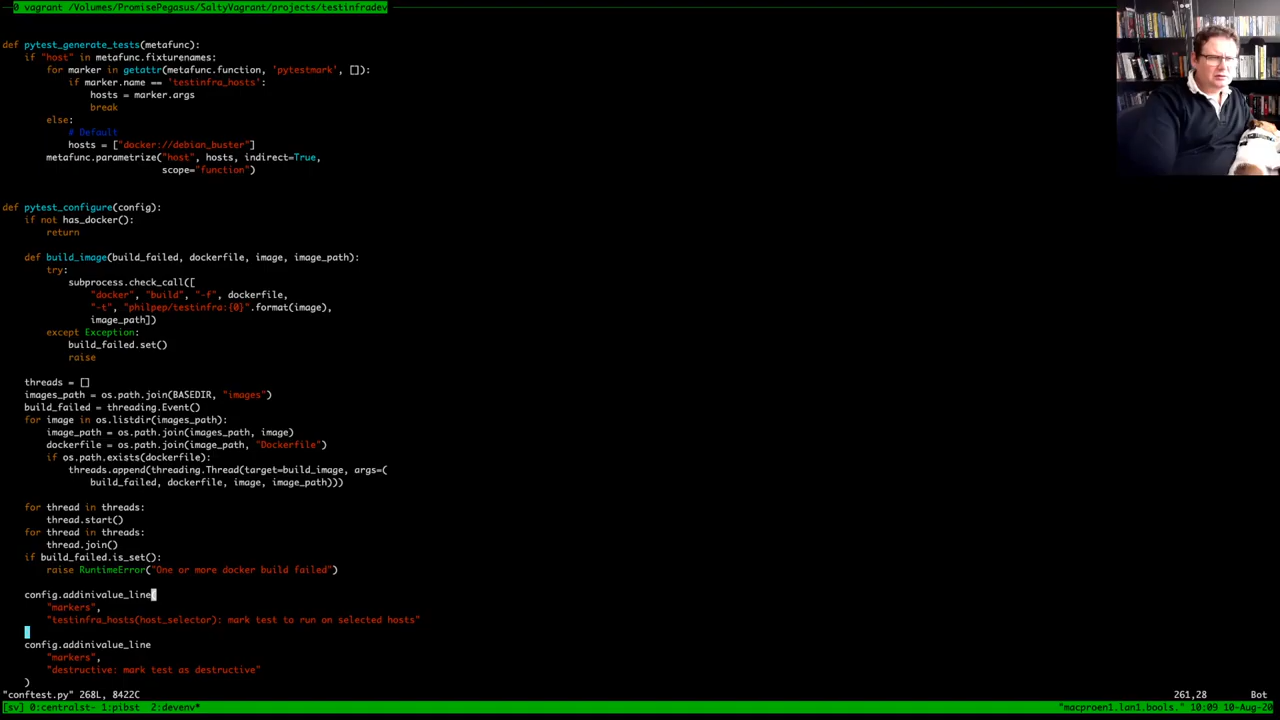 0 vagrant /Volumes/PromisePegasus/SaltyVagrant/projects/testinfradev
def pytest_generate_tests(metafunc):
    if "host" in metafunc.fixturenames:
        for marker in getattr(metafunc.function, 'pytestmark', []):
            if marker.name == 'testinfra_hosts':
                hosts = marker.args
                break
        else:
            # Default
            hosts = ["docker://debian_buster"]
        metafunc.parametrize("host", hosts, indirect=True,
                             scope="function")
def pytest_configure(config):
    if not has_docker():
        return
    def build_image(build_failed, dockerfile, image, image_path):
        try:
            subprocess.check_call([
                "docker", "build", "-f", dockerfile,
                "-t", "philpep/testinfra:{0}".format(image),
                image_path])
        except Exception:
            build_failed.set()
            raise
    threads = []
    images_path = os.path.join(BASEDIR, "images")
    build_failed = threading.Event()
    for image in os.listdir(images_path):
        image_path = os.path.join(images_path, image)
        dockerfile = os.path.join(image_path, "Dockerfile")
        if os.path.exists(dockerfile):
            threads.append(threading.Thread(target=build_image, args=(
                build_failed, dockerfile, image, image_path)))
    for thread in threads:
        thread.start()
    for thread in threads:
        thread.join()
    if build_failed.is_set():
        raise RuntimeError("One or more docker build failed")
    config.addinivalue_line
        "markers",
        "testinfra_hosts(host_selector): mark test to run on selected hosts"
    config.addinivalue_line
        "markers",
        "destructive: mark test as destructive"
    )
"conftest.py" 268L, 8422C 261,28 Bot
[sv] 0:centralst- 1:pibst 2:devenv* "macproen1.lan1.bools." 10:09 10-Aug-20